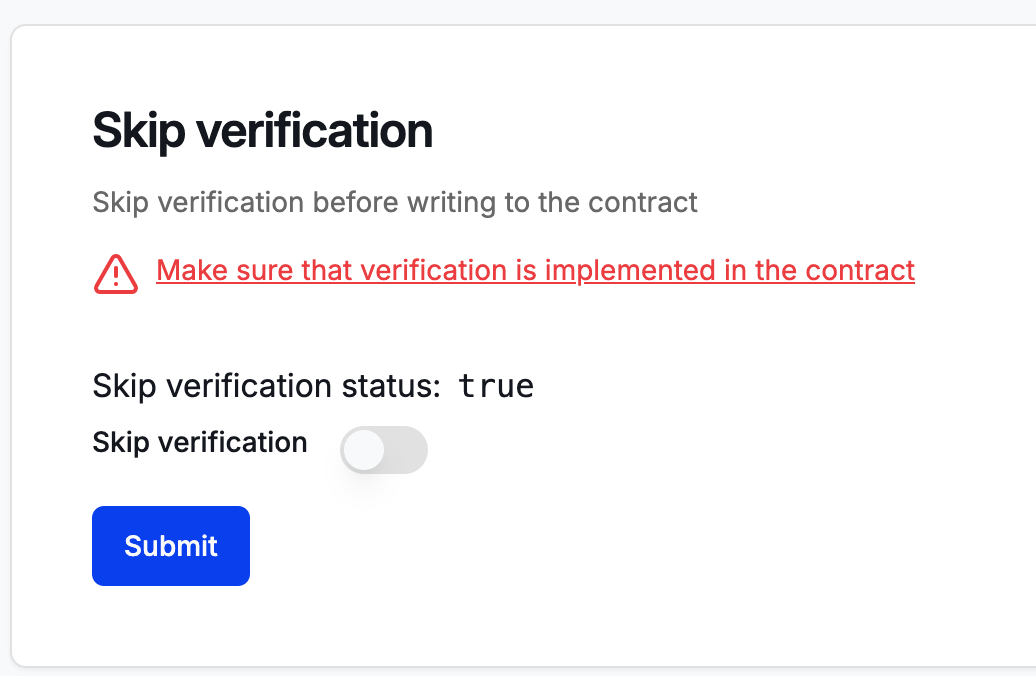 Skip verification
Skip verification before writing to the contract
Make sure that verification is implemented in the contract
Skip verification status: true
Skip verification
Submit